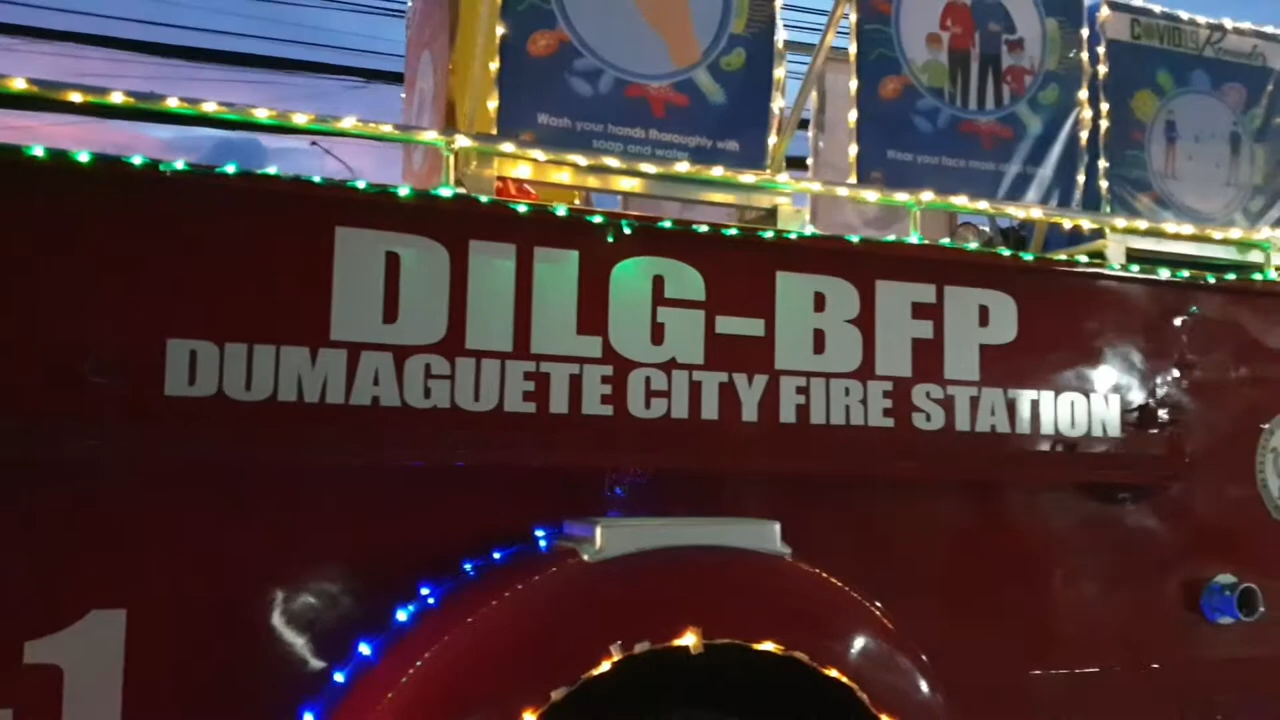 COVID19 Reminder
Wash your hands thoroughly with
soap and water
Wear your face mask
DILG-BFP
DUMAGUETE CITY FIRE STATION
1